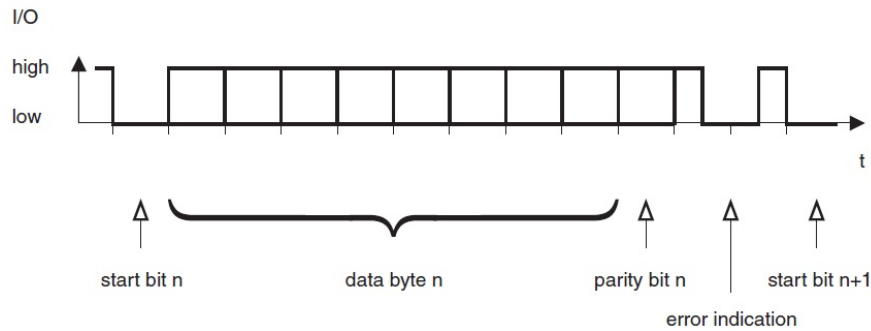 I/O
high
low
t
start bit n
data byte n
parity bit n
start bit n+1
error indication